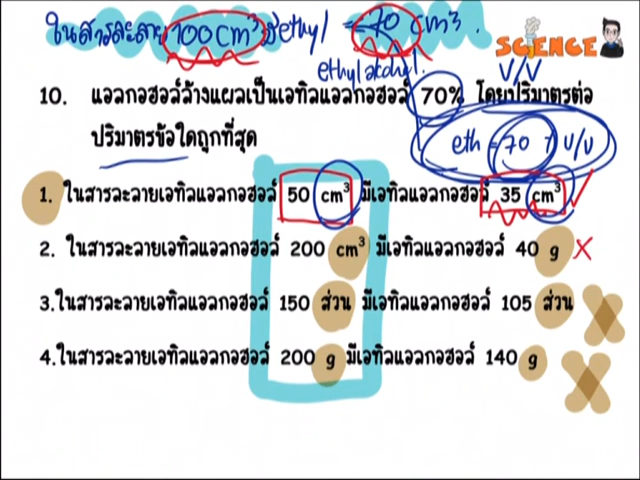 ในสารละลาย 100 cm³ มี ethyl = 70 cm³.
SCIENCE
ethyl alcohol.
V/V
10. แอลกอฮอล์ล้างแผลเป็นเอทิลแอลกอฮอล์ 70% โดยปริมาตรต่อ
ปริมาตรข้อใดถูกที่สุด
eth = 70 % v/v
1. ในสารละลายเอทิลแอลกอฮอล์ 50 cm³ มีเอทิลแอลกอฮอล์ 35 cm³
2. ในสารละลายเอทิลแอลกอฮอล์ 200 cm³ มีเอทิลแอลกอฮอล์ 40 g
3.ในสารละลายเอทิลแอลกอฮอล์ 150 ส่วน มีเอทิลแอลกอฮอล์ 105 ส่วน
4.ในสารละลายเอทิลแอลกอฮอล์ 200 g มีเอทิลแอลกอฮอล์ 140 g